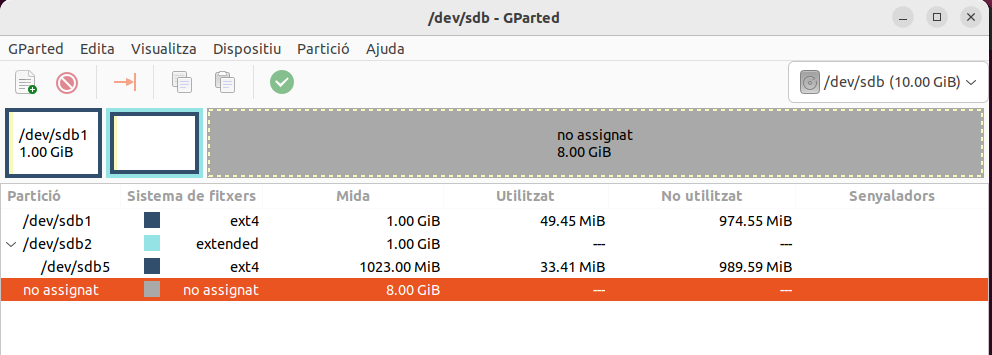 /dev/sdb - GParted
GParted Edita Visualitza Dispositiu Partició Ajuda
/dev/sdb (10.00 GiB)
/dev/sdb1
1.00 GiB
no assignat
8.00 GiB
Partició Sistema de fitxers Mida Utilitzat No utilitzat Senyaladors
/dev/sdb1 ext4 1.00 GiB 49.45 MiB 974.55 MiB
/dev/sdb2 extended 1.00 GiB --- ---
/dev/sdb5 ext4 1023.00 MiB 33.41 MiB 989.59 MiB
no assignat no assignat 8.00 GiB --- ---